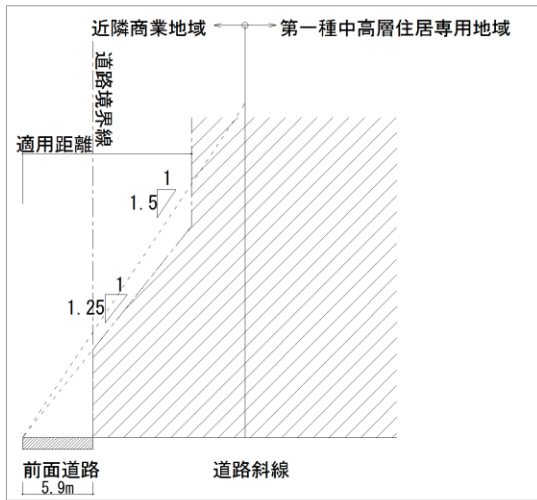 近隣商業地域
第一種中高層住居専用地域
道路境界線
適用距離
1
1.5
1
1.25
前面道路
道路斜線
5.9m